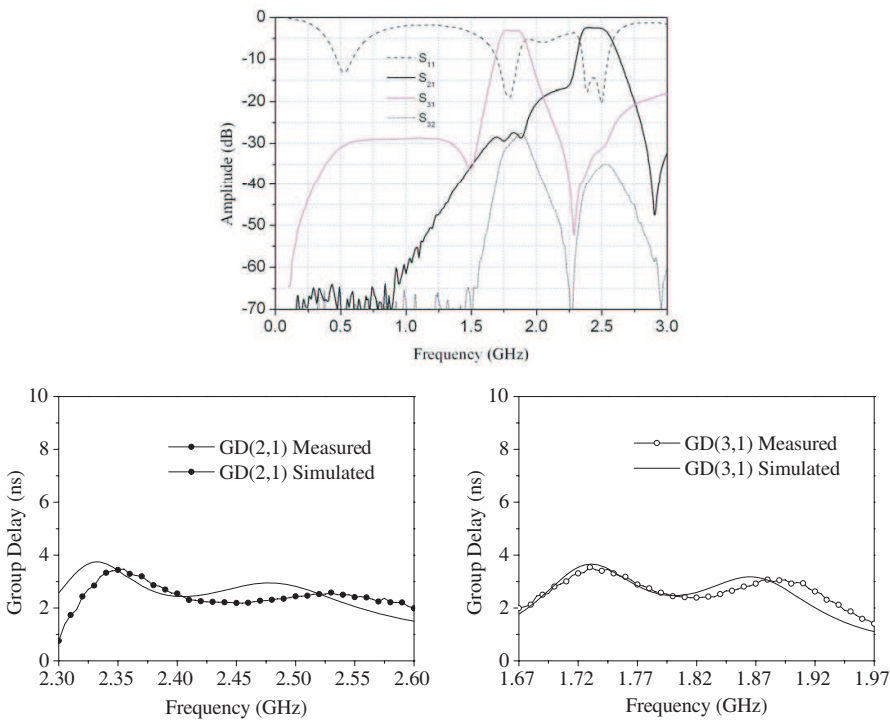 0
-10
-20
-30
-40
-50
-60
-70
Amplitude (dB)
S11
S21
S31
S32
0.0
0.5
1.0
1.5
2.0
2.5
3.0
Frequency (GHz)
10
8
6
4
2
0
Group Delay (ns)
GD(2,1) Measured
GD(2,1) Simulated
2.30
2.35
2.40
2.45
2.50
2.55
2.60
Frequency (GHz)
10
8
6
4
2
0
Group Delay (ns)
GD(3,1) Measured
GD(3,1) Simulated
1.67
1.72
1.77
1.82
1.87
1.92
1.97
Frequency (GHz)